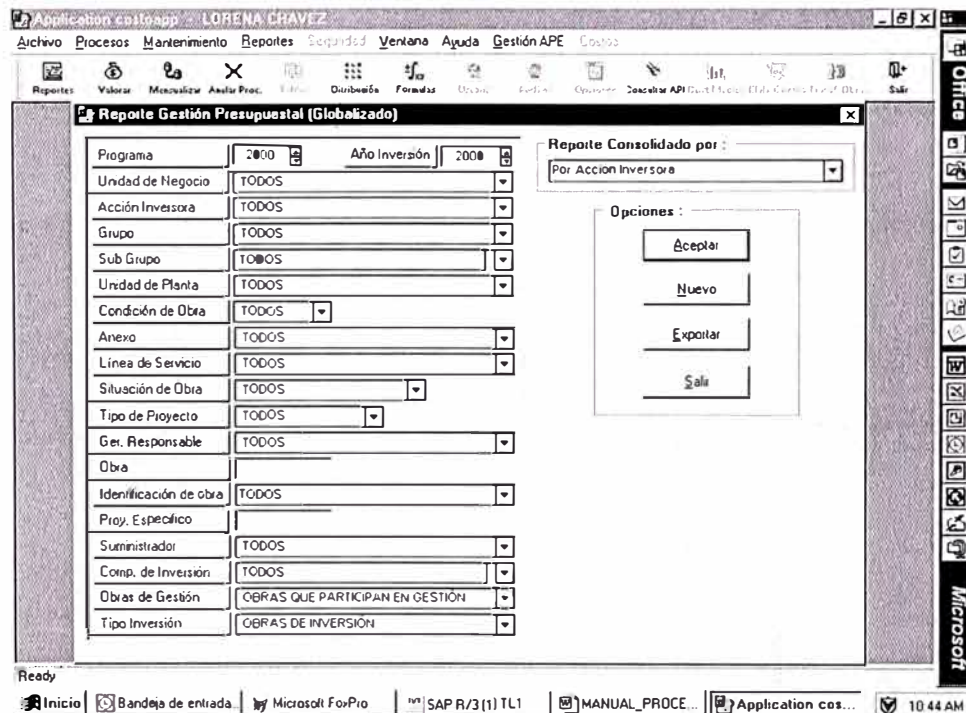 Application costoapp - LORENA CHAVEZ
Archivo Procesos Mantenimiento Reportes Seguridad Ventana Ayuda Gestión APE Costos
Reportes Valorar Mensualizar Anular Proc. Distribución Formulas Consultar API Salir
Office
Reporte Gestión Presupuestal (Globalizado)
Programa 2000 Año Inversión 2000
Reporte Consolidado por :
Por Accion Inversora
Unidad de Negocio TODOS
Acción Inversora TODOS
Grupo TODOS
Sub Grupo TODOS
Unidad de Planta TODOS
Condición de Obra TODOS
Anexo TODOS
Línea de Servicio TODOS
Situación de Obra TODOS
Tipo de Proyecto TODOS
Ger. Responsable TODOS
Obra
Identificación de obra TODOS
Proy. Especifico
Suministrador TODOS
Comp. de Inversión TODOS
Obras de Gestión OBRAS QUE PARTICIPAN EN GESTIÓN
Tipo Inversión OBRAS DE INVERSIÓN
Opciones :
Aceptar
Nuevo
Exportar
Salir
Microsoft
Ready
Inicio Bandeja de entrada... Microsoft FoxPro SAP R/3 (1) TL1 MANUAL_PROCE... Application cos... 10:44 AM